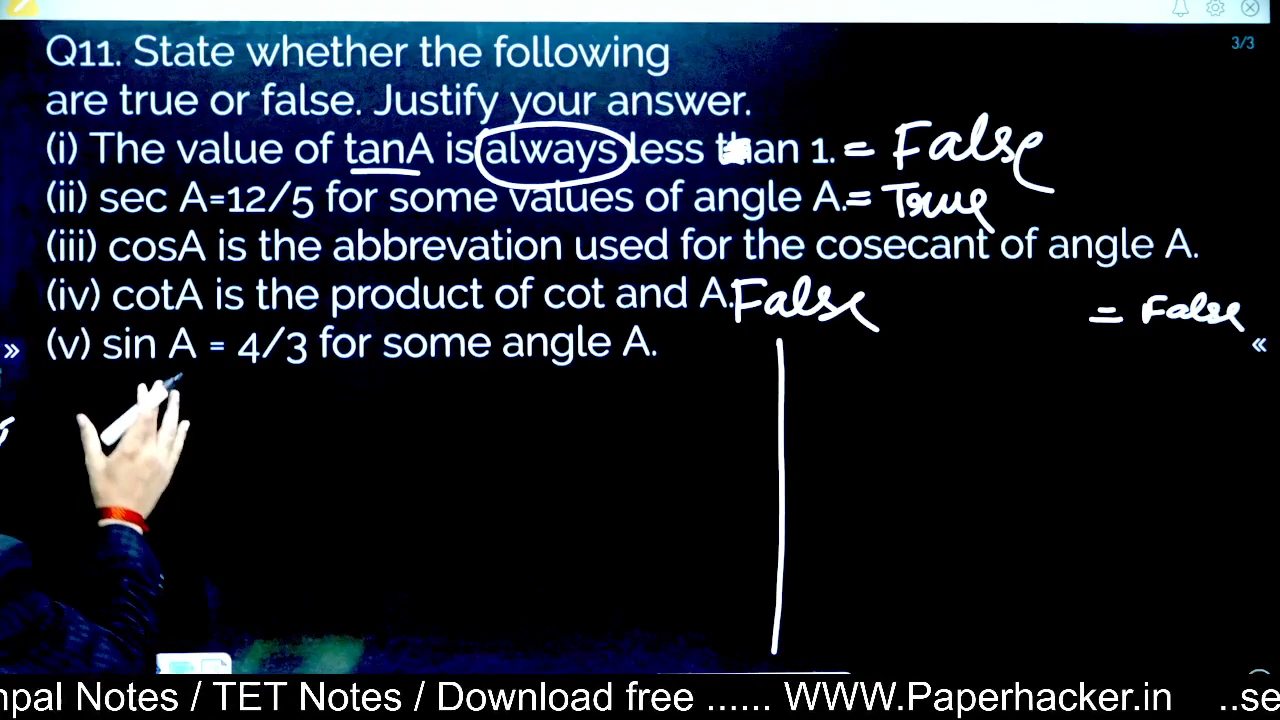 3/3
Q11. State whether the following
are true or false. Justify your answer.
(i) The value of tanA is always less than 1. = False
(ii) sec A=12/5 for some values of angle A. = True
(iii) cosA is the abbrevation used for the cosecant of angle A.
= False
(iv) cotA is the product of cot and A. False
(v) sin A = 4/3 for some angle A.
» «
npal Notes / TET Notes / Download free ...... WWW.Paperhacker.in ..se